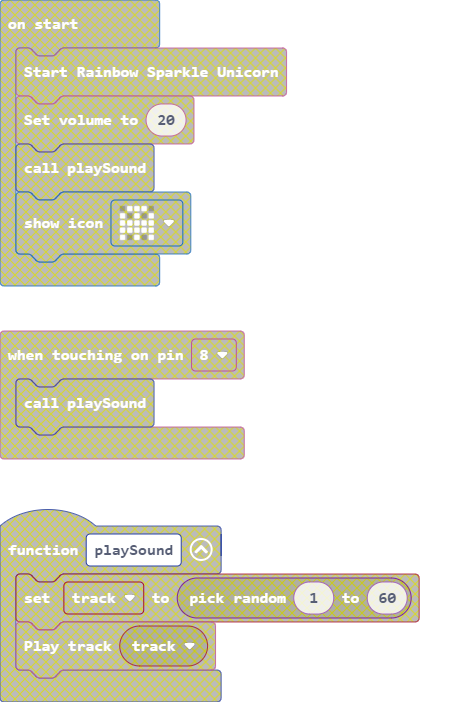 on start
Start Rainbow Sparkle Unicorn
Set volume to 20
call playSound
show icon
when touching on pin 8
call playSound
function playSound
set track to pick random 1 to 60
Play track track